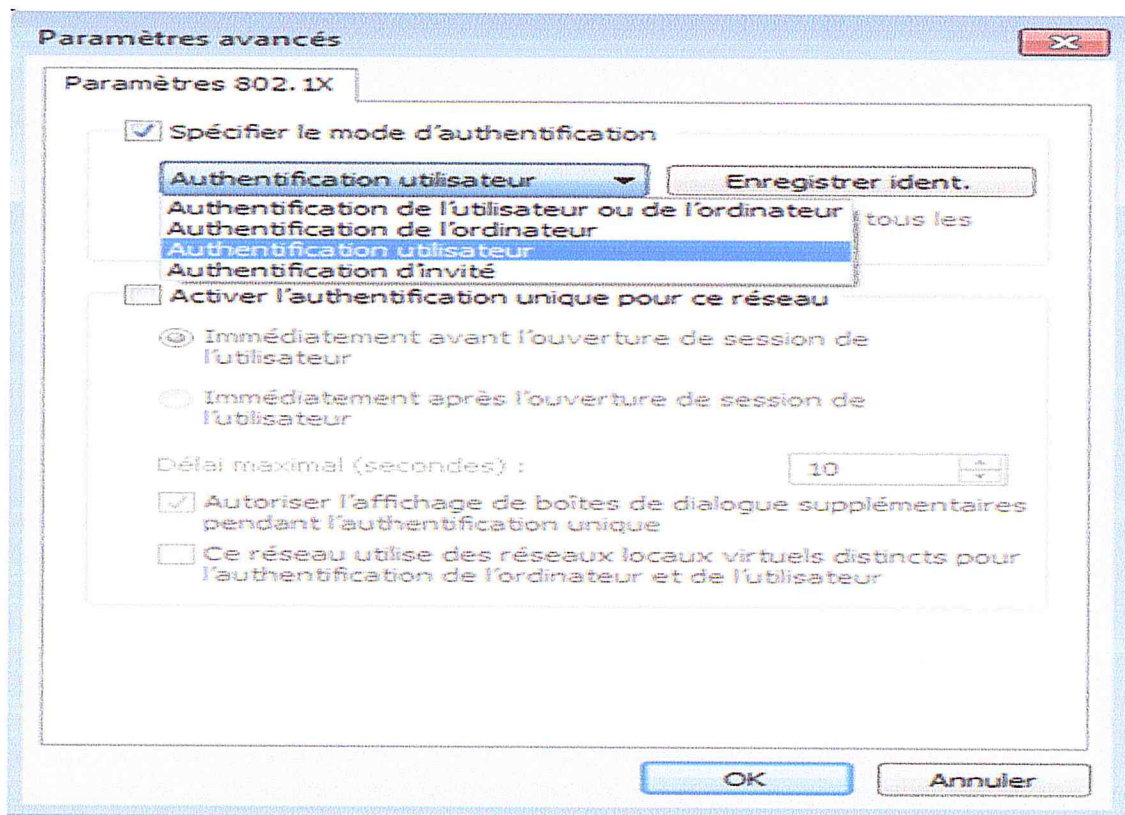 Paramètres avancés
Paramètres 802.1X
Spécifier le mode d'authentification
Authentification utilisateur
Enregistrer ident.
Authentification de l'utilisateur ou de l'ordinateur
tous les
Authentification de l'ordinateur
Authentification utilisateur
Authentification d'invité
Activer l'authentification unique pour ce réseau
Immédiatement avant l'ouverture de session de
l'utilisateur
Immédiatement après l'ouverture de session de
l'utilisateur
Délai maximal (secondes) :
10
Autoriser l'affichage de boîtes de dialogue supplémentaires
pendant l'authentification unique
Ce réseau utilise des réseaux locaux virtuels distincts pour
l'authentification de l'ordinateur et de l'utilisateur
OK
Annuler